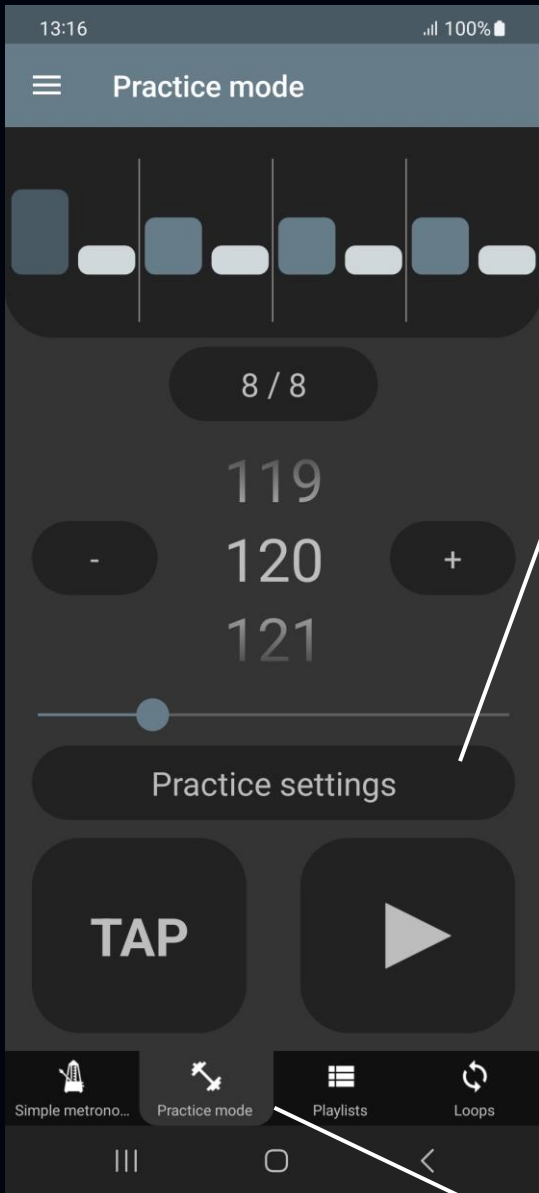 13:16 100%
Practice mode
8 / 8
119
- 120 +
121
Practice settings
TAP
Simple metrono... Practice mode Playlists Loops